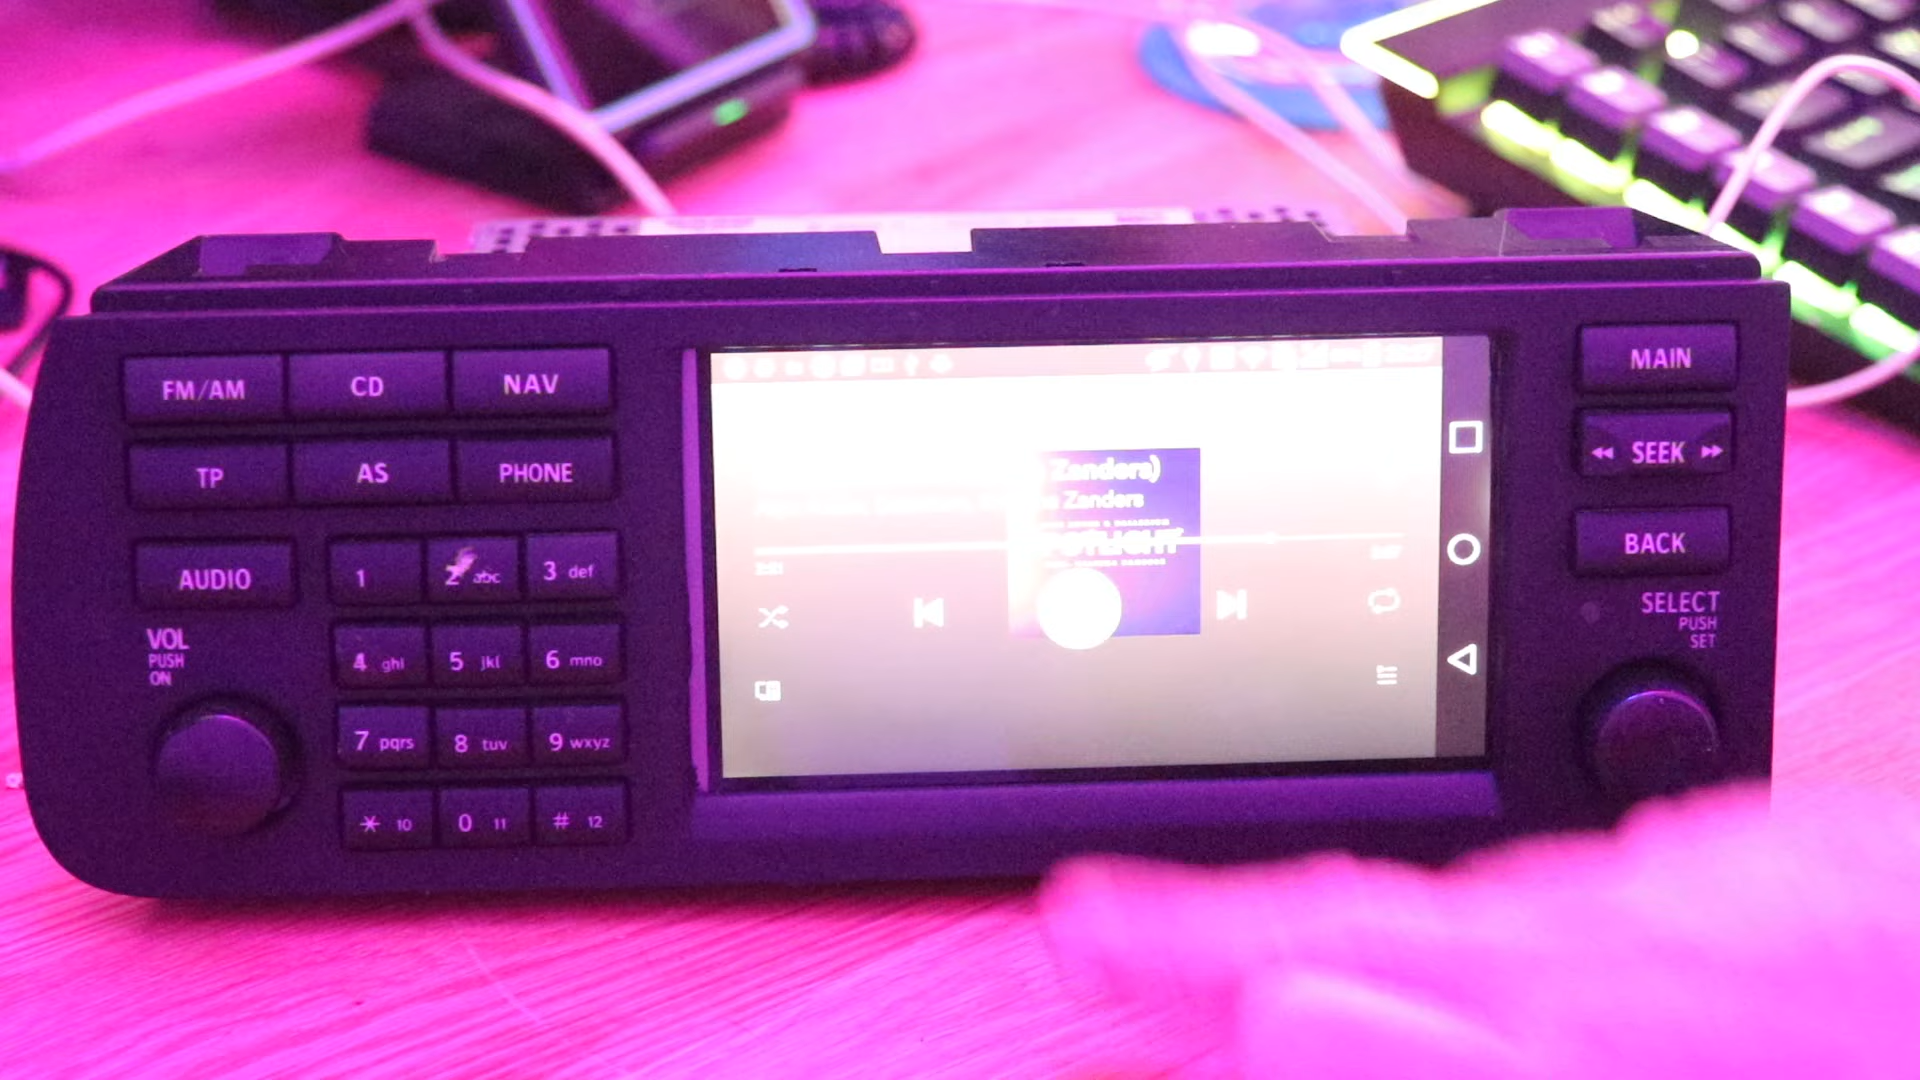 FM/AM CD NAV
TP AS PHONE
AUDIO
VOL
PUSH
ON
1 2 abc 3 def
4 ghi 5 jkl 6 mno
7 pqrs 8 tuv 9 wxyz
* 10 0 11 # 12
Zanders)
Zanders
MAIN
SEEK
BACK
SELECT
PUSH
SET